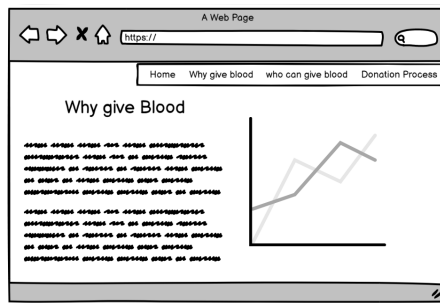 A Web Page
https://
Home Why give blood who can give blood Donation Process
Why give Blood